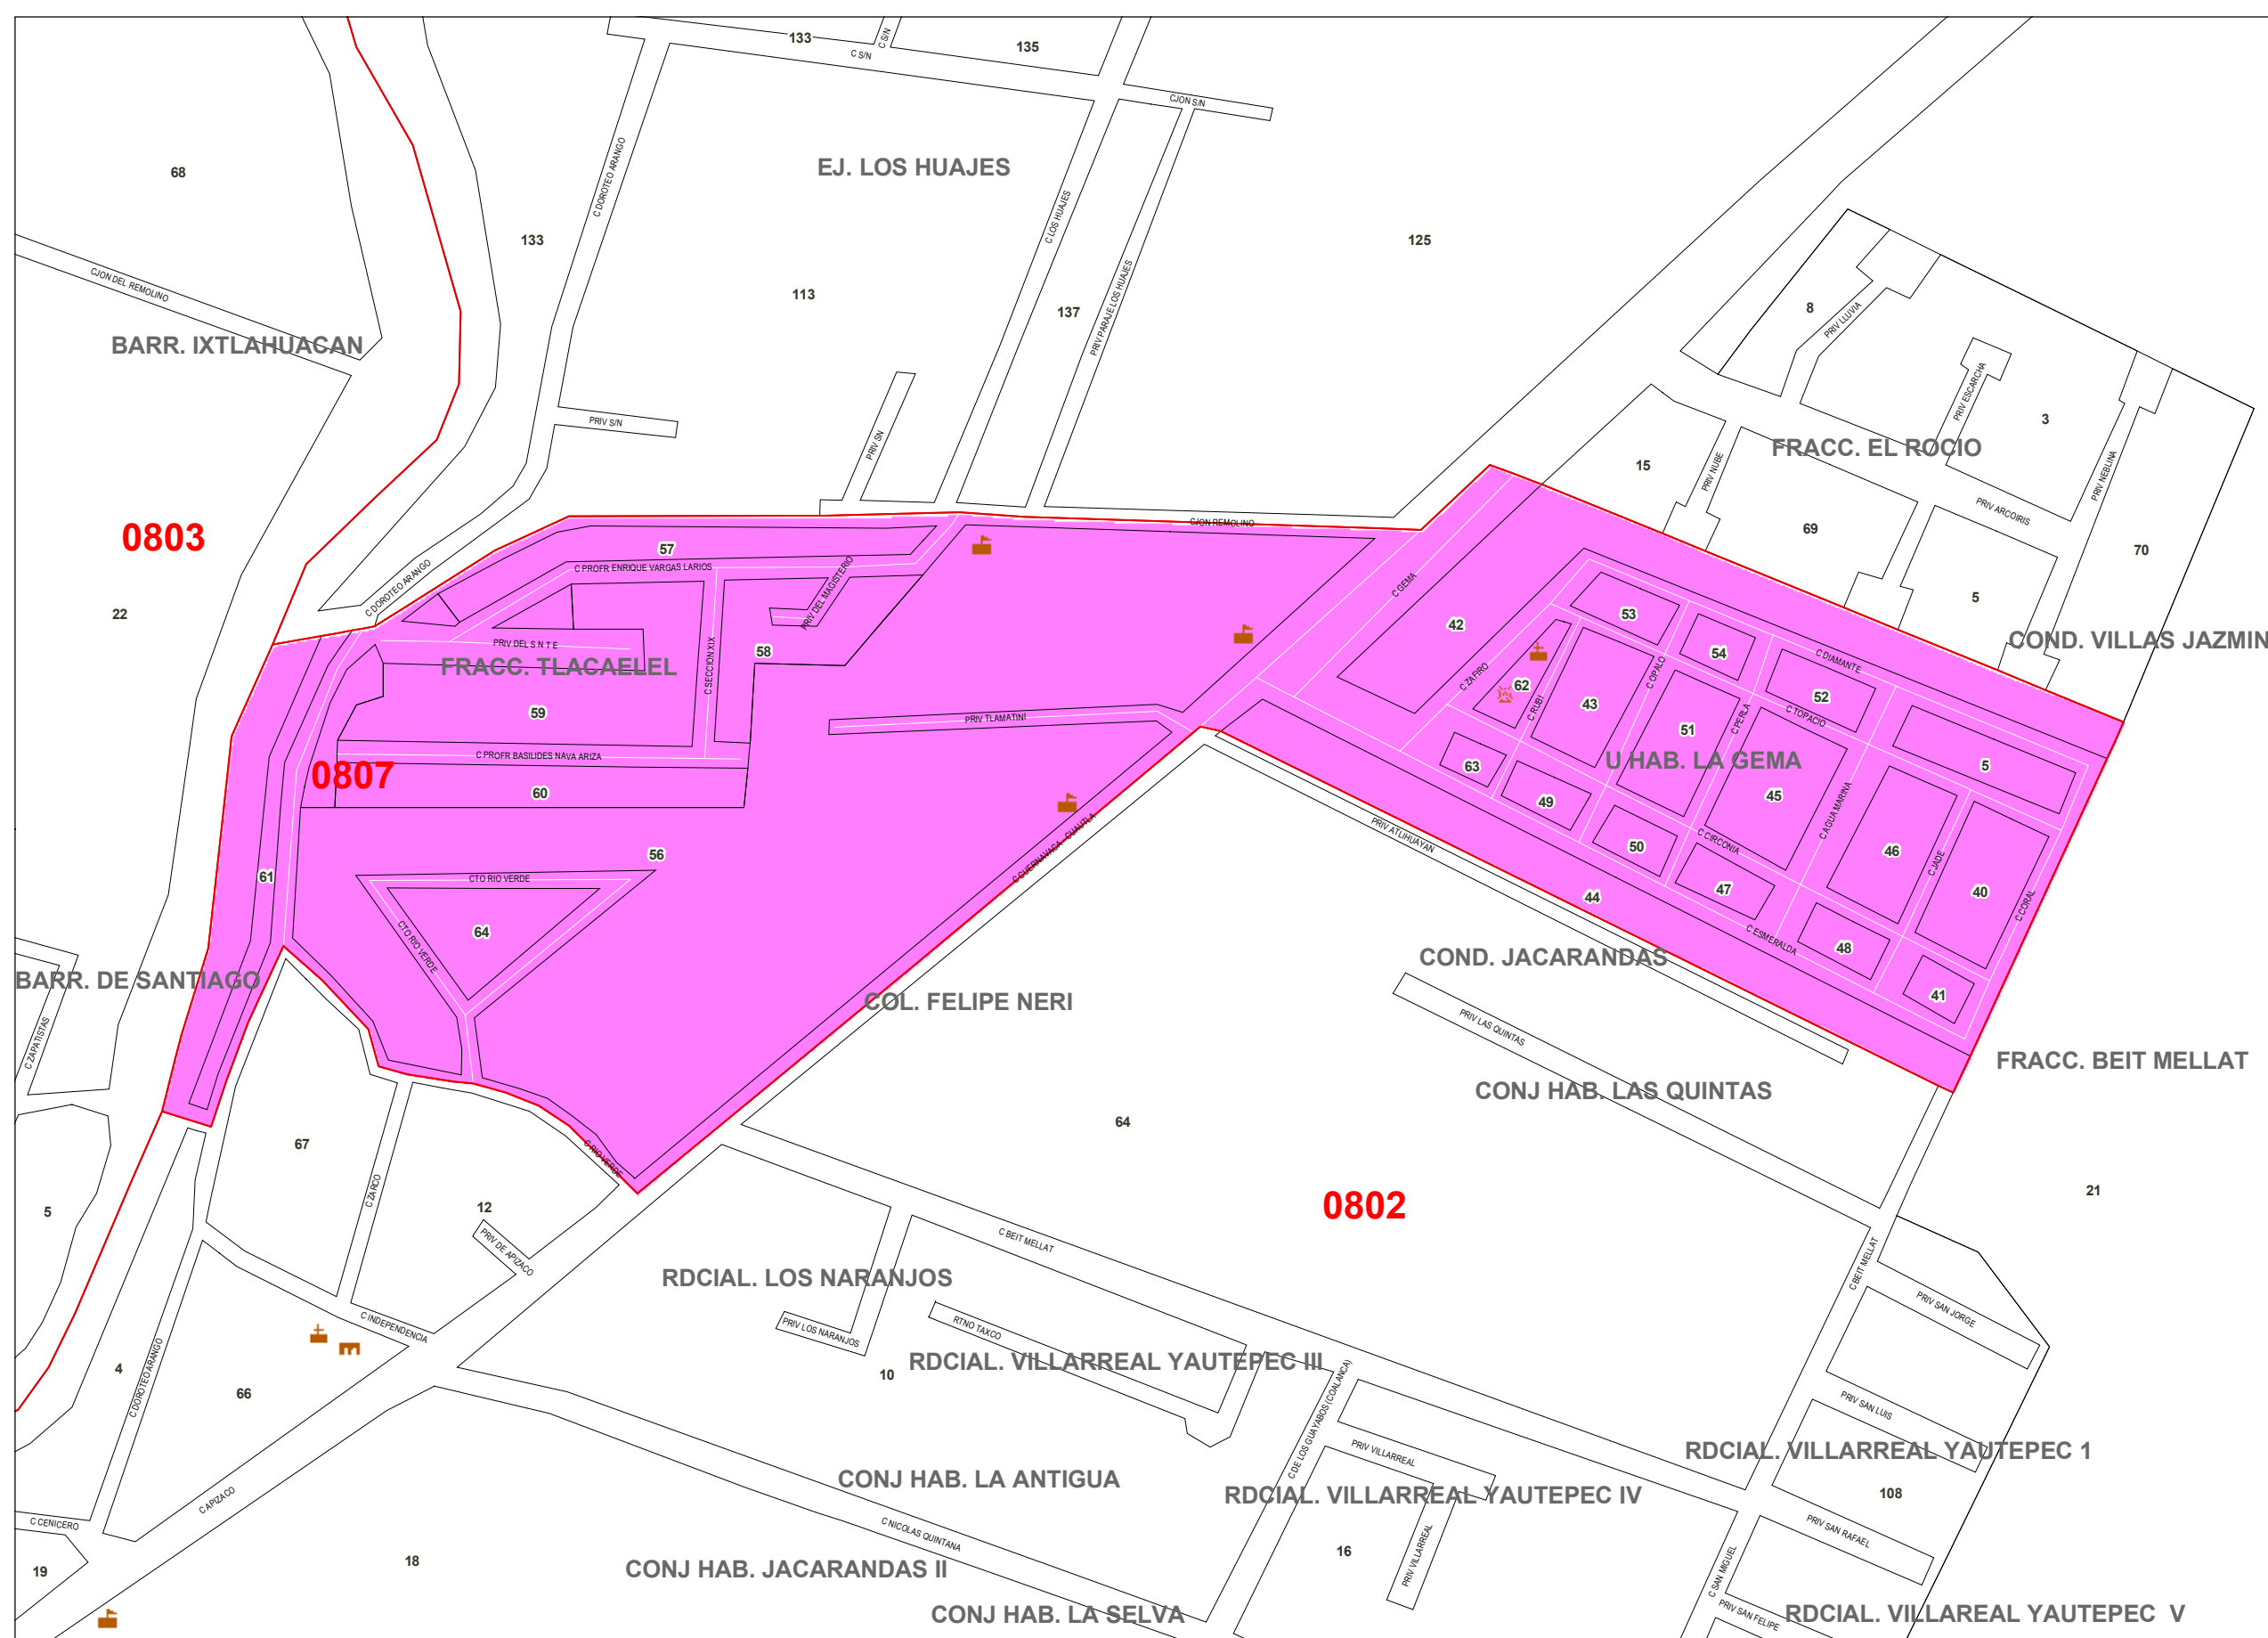 133
C S/N
C S/N
135
CJON S/N
68
C DOROTEO ARANGO
EJ. LOS HUAJES
C LOS HUAJES
133
125
CJON DEL REMOLINO
113
137
PRIV PARAJE LOS HUAJES
8
PRIV LLUVIA
BARR. IXTLAHUACAN
PRIV ESCARCHA
3
PRIV S/N
PRIV SN
15
PRIV NUBE
FRACC. EL ROCIO
PRIV NEBLINA
PRIV ARCOIRIS
0803
CJON REMOLINO
69
70
57
C PROFR ENRIQUE VARGAS LARIOS
C DOROTEO ARANGO
PRIV DEL MAGISTERIO
C GEMA
22
53
5
42
PRIV DEL S N T E
58
54
COND. VILLAS JAZMIN
FRACC. TLACAELEL
C SECCION XIX
C ZAFIRO
C OPALO
C DIAMANTE
62
52
59
PRIV TLAMATINI
C RUBI
43
C PERLA
C TOPACIO
51
C PROFR BASILIDES NAVA ARIZA
U HAB. LA GEMA
63
5
0807
60
49
45
C AGUA MARINA
C CUERNAVACA - CUAUTLA
PRIV ATLIHUAYAN
C CIRCONIA
50
46
C JADE
56
61
CTO RIO VERDE
47
44
40
C CORAL
64
CTO RIO VERDE
C ESMERALDA
48
COND. JACARANDAS
BARR. DE SANTIAGO
41
COL. FELIPE NERI
PRIV LAS QUINTAS
C ZAPATISTAS
FRACC. BEIT MELLAT
CONJ HAB. LAS QUINTAS
64
67
C RIO VERDE
C ZARCO
21
5
12
0802
PRIV DE APIZACO
C BEIT MELLAT
C BEIT MELLAT
RDCIAL. LOS NARANJOS
PRIV SAN JORGE
C INDEPENDENCIA
PRIV LOS NARANJOS
RTNO TAXCO
RDCIAL. VILLARREAL YAUTEPEC III
4
C DOROTEO ARANGO
10
66
C DE LOS GUAYABOS (COALANCA)
PRIV SAN LUIS
PRIV VILLARREAL
RDCIAL. VILLARREAL YAUTEPEC 1
CONJ HAB. LA ANTIGUA
RDCIAL. VILLARREAL YAUTEPEC IV
108
C APIZACO
C CENICERO
C NICOLAS QUINTANA
PRIV SAN RAFAEL
16
PRIV VILLARREAL
18
19
CONJ HAB. JACARANDAS II
C SAN MIGUEL
CONJ HAB. LA SELVA
PRIV SAN FELIPE
RDCIAL. VILLAREAL YAUTEPEC V